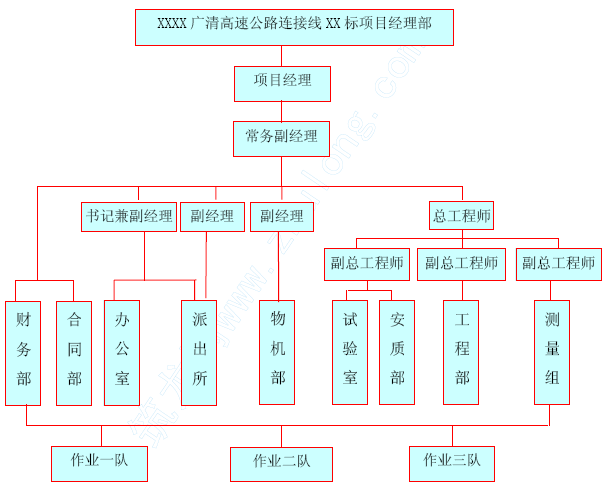 XXXX 广清高速公路连接线 XX 标项目经理部
项目经理
常务副经理
书记兼副经理
副经理
副经理
总工程师
副总工程师
副总工程师
副总工程师
财务部
合同部
办公室
派出所
物机部
试验室
安质部
工程部
测量组
作业一队
作业二队
作业三队